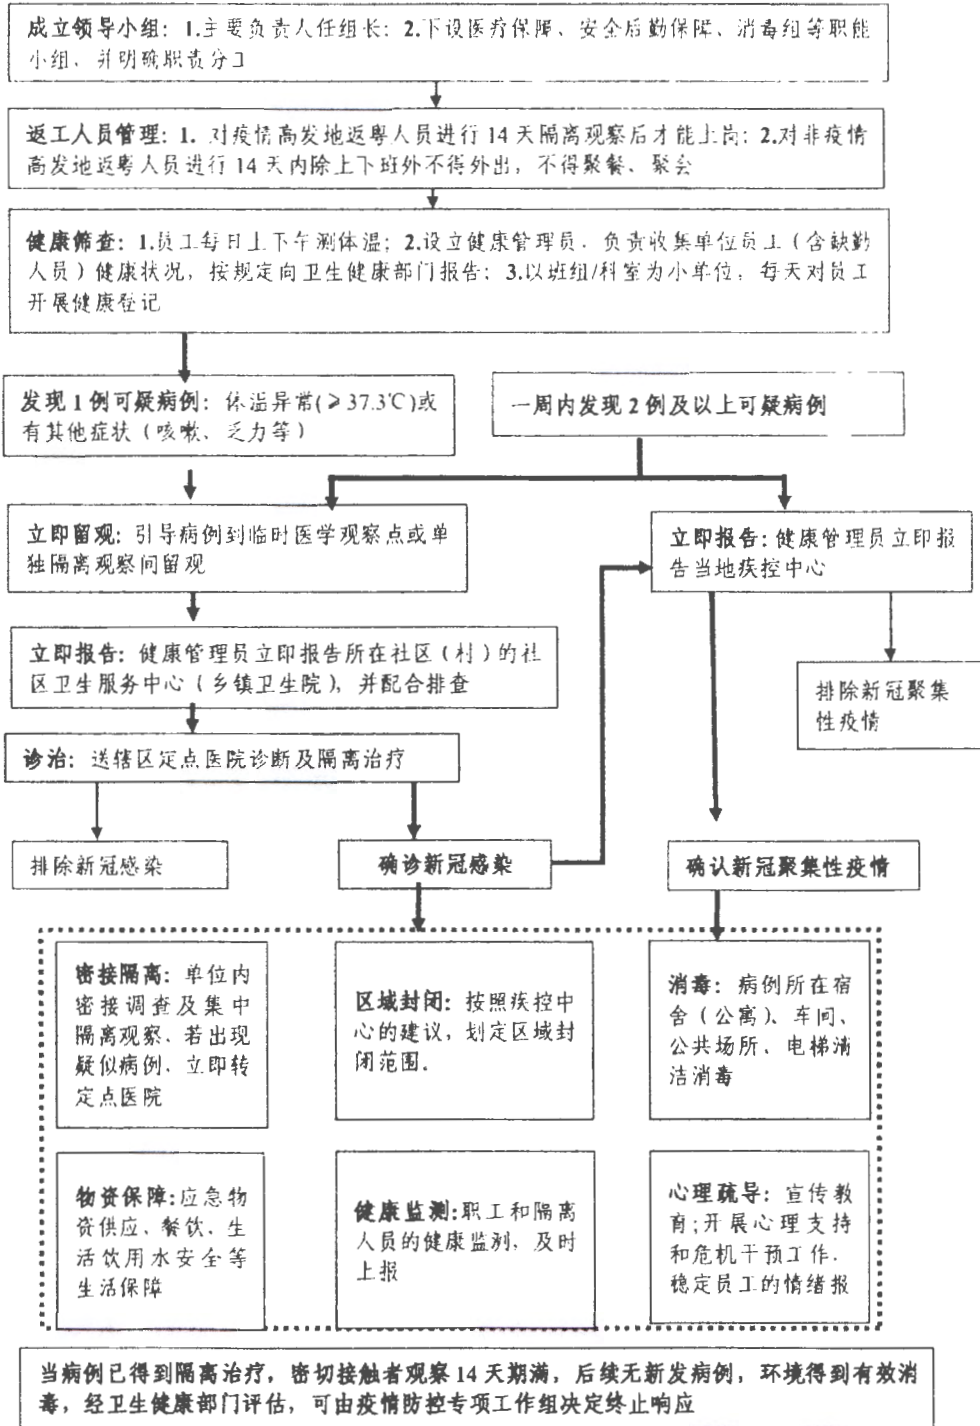 成立领导小组：1.主要负责人任组长；2.下设医疗保障、安全后勤保障、消毒组等职能
小组，并明确职责分工
返工人员管理：1. 对疫情高发地返粤人员进行 14 天隔离观察后才能上岗；2.对非疫情
高发地返粤人员进行 14 天内除上下班外不得外出，不得聚餐、聚会
健康筛查：1.员工每日上下午测体温；2.设立健康管理员，负责收集单位员工（含缺勤
人员）健康状况，按规定向卫生健康部门报告；3.以班组/科室为小单位，每天对员工
开展健康登记
发现 1 例可疑病例：体温异常(≥37.3℃)或
有其他症状（咳嗽、乏力等）
一周内发现 2 例及以上可疑病例
立即留观：引导病例到临时医学观察点或单
独隔离观察间留观
立即报告：健康管理员立即报
告当地疾控中心
立即报告：健康管理员立即报告所在社区（村）的社
区卫生服务中心（乡镇卫生院），并配合排查
排除新冠聚集
性疫情
诊治：送辖区定点医院诊断及隔离治疗
排除新冠感染
确诊新冠感染
确认新冠聚集性疫情
密接隔离：单位内
密接调查及集中
隔离观察，若出现
疑似病例，立即转
定点医院
区域封闭：按照疾控中
心的建议，划定区域封
闭范围.
消毒：病例所在宿
舍（公寓）、车间、
公共场所、电梯清
洁消毒
物资保障:应急物
资供应、餐饮、生
活饮用水安全等
生活保障
健康监测:职工和隔离
人员的健康监测，及时
上报
心理疏导：宣传教
育;开展心理支持
和危机干预工作，
稳定员工的情绪报
当病例已得到隔离治疗，密切接触者观察 14 天期满，后续无新发病例，环境得到有效消
毒，经卫生健康部门评估，可由疫情防控专项工作组决定终止响应